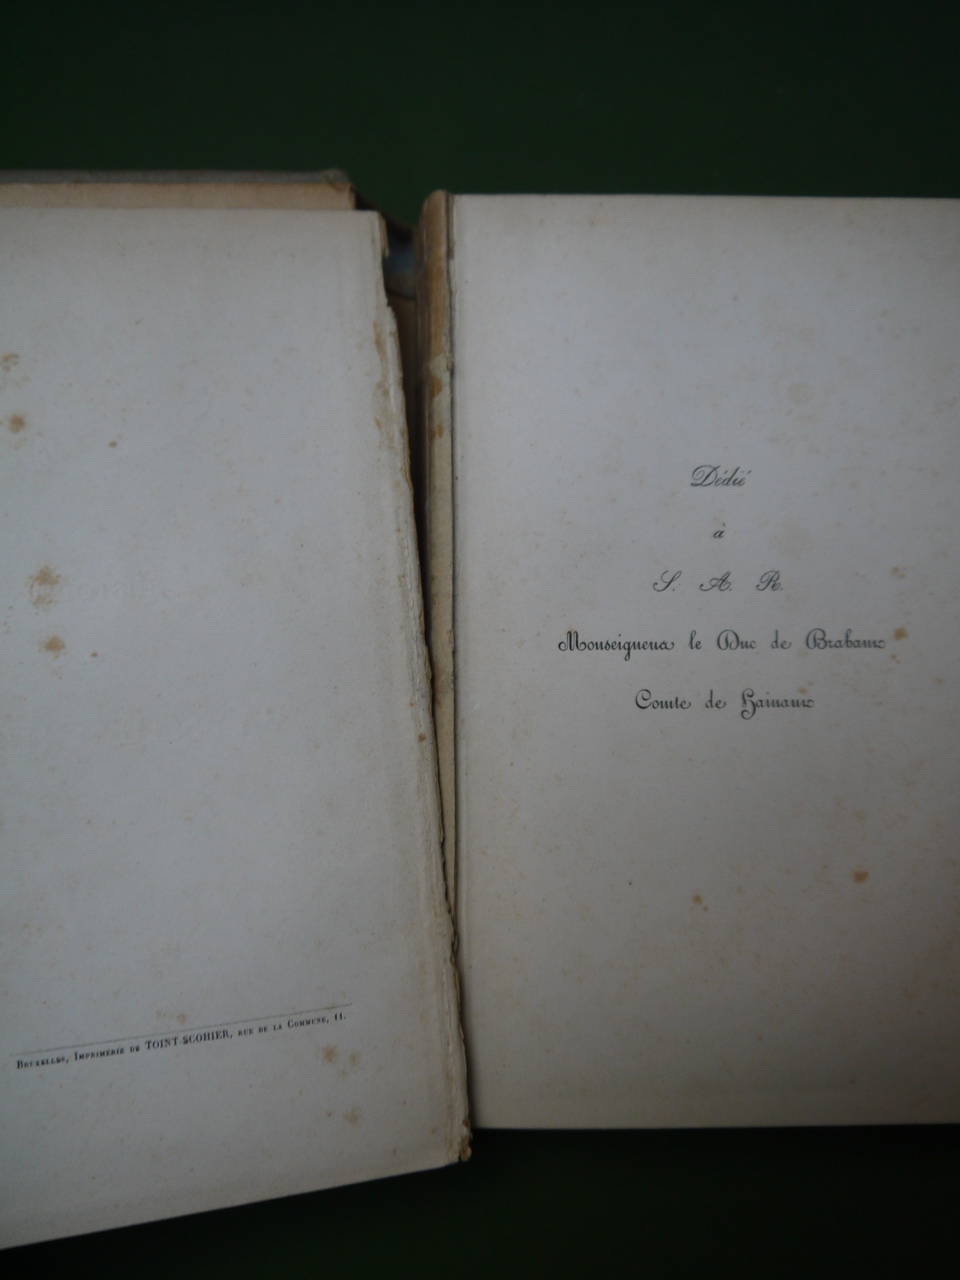 Bruxelles, Imprimerie de TOINT-SCOHIER, rue de la Commune, 11.
Dédié
à
S. A. R.
Monseigneur le Duc de Brabant
Comte de Hainaut